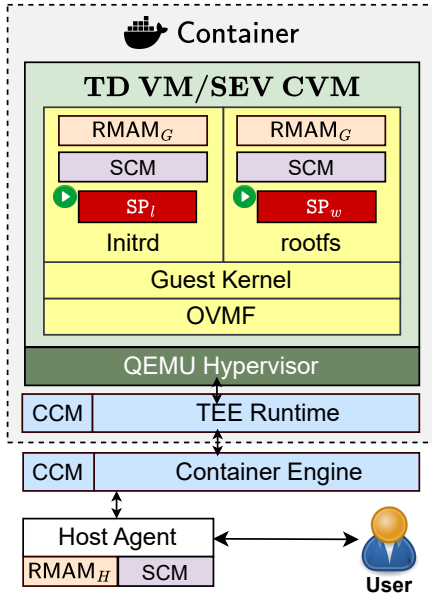 Container
TD VM/SEV CVM
RMAM_G RMAM_G
SCM SCM
SP_l SP_w
Initrd rootfs
Guest Kernel
OVMF
QEMU Hypervisor
CCM TEE Runtime
CCM Container Engine
Host Agent
RMAM_H SCM
User